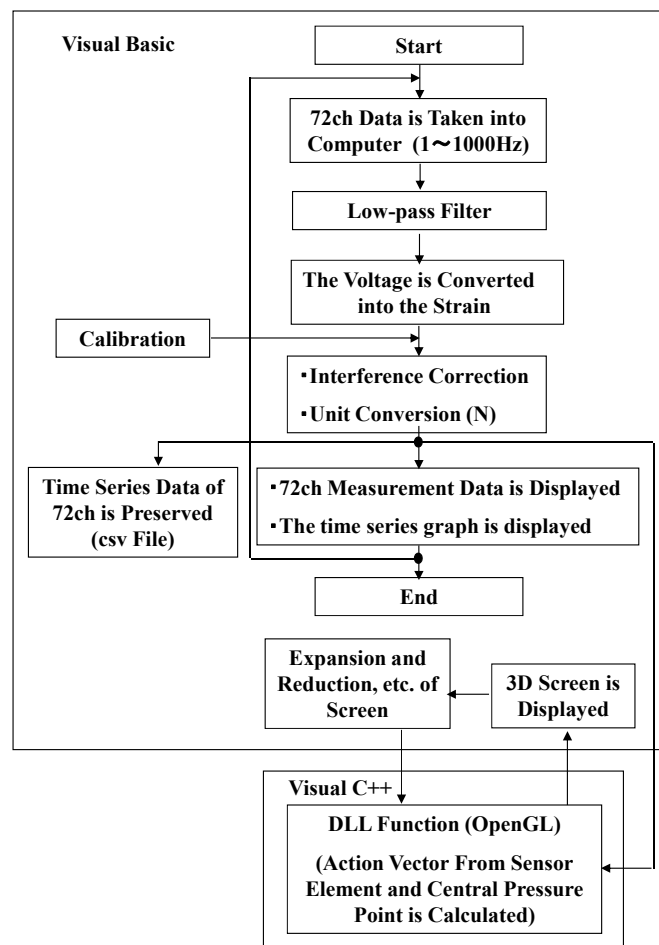 Visual Basic
Start
72ch Data is Taken into
Computer (1～1000Hz)
Low-pass Filter
The Voltage is Converted
into the Strain
Calibration
・Interference Correction
・Unit Conversion (N)
Time Series Data of
72ch is Preserved
(csv File)
・72ch Measurement Data is Displayed
・The time series graph is displayed
End
Expansion and
Reduction, etc. of
Screen
3D Screen is
Displayed
Visual C++
DLL Function (OpenGL)
(Action Vector From Sensor
Element and Central Pressure
Point is Calculated)